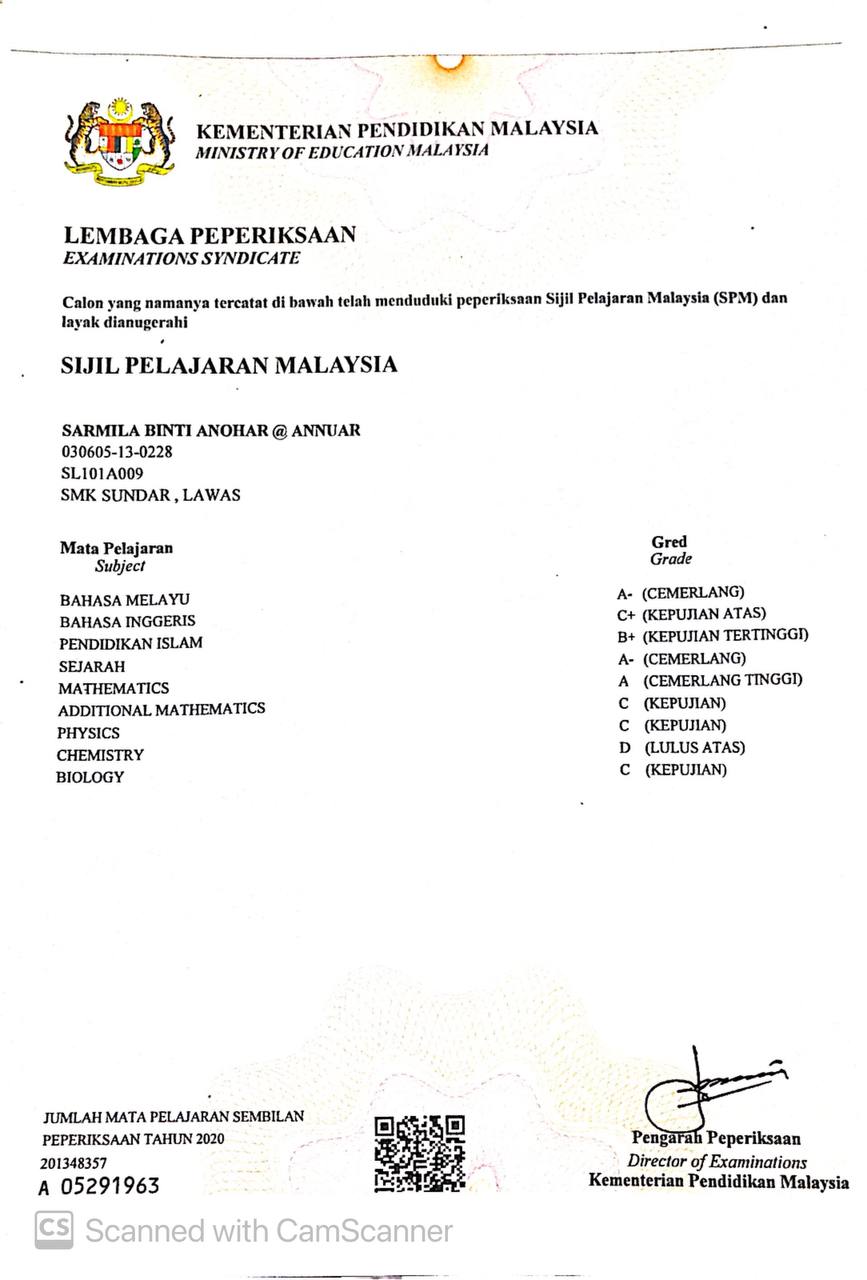 KEMENTERIAN PENDIDIKAN MALAYSIA
MINISTRY OF EDUCATION MALAYSIA
LEMBAGA PEPERIKSAAN
EXAMINATIONS SYNDICATE
Calon yang namanya tercatat di bawah telah menduduki peperiksaan Sijil Pelajaran Malaysia (SPM) dan
layak dianugerahi
SIJIL PELAJARAN MALAYSIA
SARMILA BINTI ANOHAR @ ANNUAR
030605-13-0228
SL101A009
SMK SUNDAR , LAWAS
Mata Pelajaran Gred
Subject Grade
BAHASA MELAYU A- (CEMERLANG)
BAHASA INGGERIS C+ (KEPUJIAN ATAS)
PENDIDIKAN ISLAM B+ (KEPUJIAN TERTINGGI)
SEJARAH A- (CEMERLANG)
MATHEMATICS A (CEMERLANG TINGGI)
ADDITIONAL MATHEMATICS C (KEPUJIAN)
PHYSICS C (KEPUJIAN)
CHEMISTRY D (LULUS ATAS)
BIOLOGY C (KEPUJIAN)
JUMLAH MATA PELAJARAN SEMBILAN
PEPERIKSAAN TAHUN 2020
201348357
A 05291963
Pengarah Peperiksaan
Director of Examinations
Kementerian Pendidikan Malaysia
CS Scanned with CamScanner